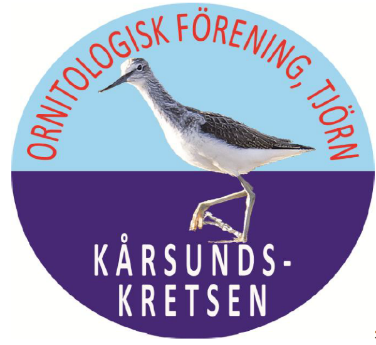 ORNITOLOGISK FÖRENING, TJÖRN
KÅRSUNDS-
KRETSEN